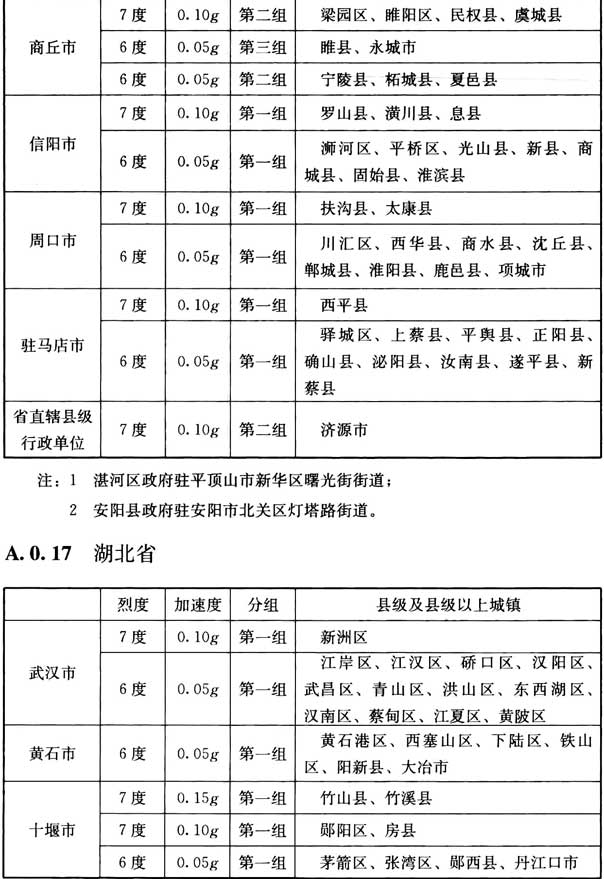 商丘市 7度 0.10g 第二组 梁园区、睢阳区、民权县、虞城县
6度 0.05g 第三组 睢县、永城市
6度 0.05g 第二组 宁陵县、柘城县、夏邑县
信阳市 7度 0.10g 第一组 罗山县、潢川县、息县
6度 0.05g 第一组 浉河区、平桥区、光山县、新县、商
城县、固始县、淮滨县
周口市 7度 0.10g 第一组 扶沟县、太康县
6度 0.05g 第一组 川汇区、西华县、商水县、沈丘县、
郸城县、淮阳县、鹿邑县、项城市
驻马店市 7度 0.10g 第一组 西平县
6度 0.05g 第一组 驿城区、上蔡县、平舆县、正阳县、
确山县、泌阳县、汝南县、遂平县、新
蔡县
省直辖县级
行政单位 7度 0.10g 第二组 济源市
注：1 湛河区政府驻平顶山市新华区曙光街街道；
2 安阳县政府驻安阳市北关区灯塔路街道。
A.0.17 湖北省
烈度 加速度 分组 县级及县级以上城镇
武汉市 7度 0.10g 第一组 新洲区
6度 0.05g 第一组 江岸区、江汉区、硚口区、汉阳区、
武昌区、青山区、洪山区、东西湖区、
汉南区、蔡甸区、江夏区、黄陂区
黄石市 6度 0.05g 第一组 黄石港区、西塞山区、下陆区、铁山
区、阳新县、大冶市
十堰市 7度 0.15g 第一组 竹山县、竹溪县
7度 0.10g 第一组 郧阳区、房县
6度 0.05g 第一组 茅箭区、张湾区、郧西县、丹江口市